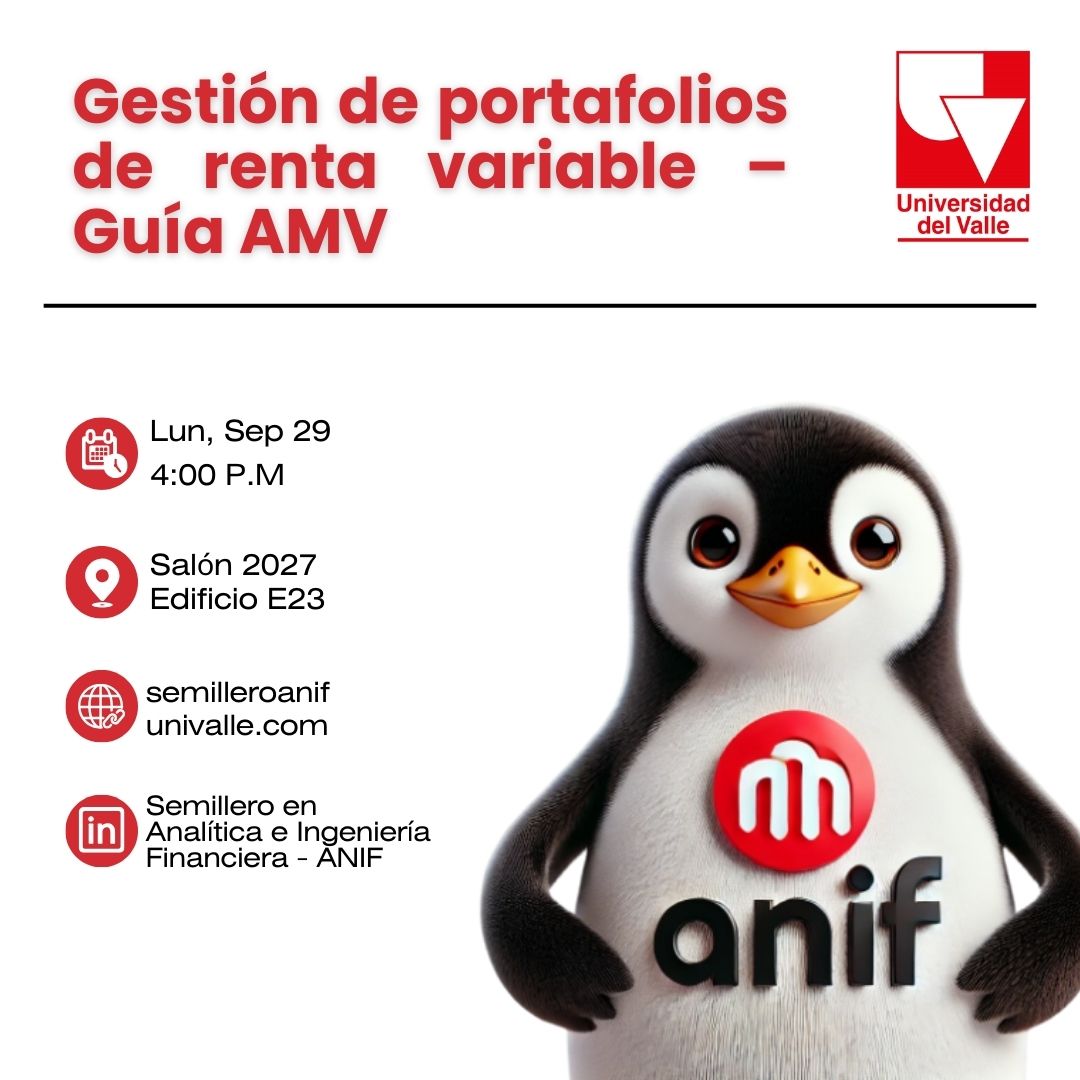 Gestión de portafolios
de renta variable –
Guía AMV
Universidad
del Valle
Lun, Sep 29
4:00 P.M
Salón 2027
Edificio E23
semilleroanif
univalle.com
Semillero en
Analítica e Ingeniería
Financiera - ANIF
anif